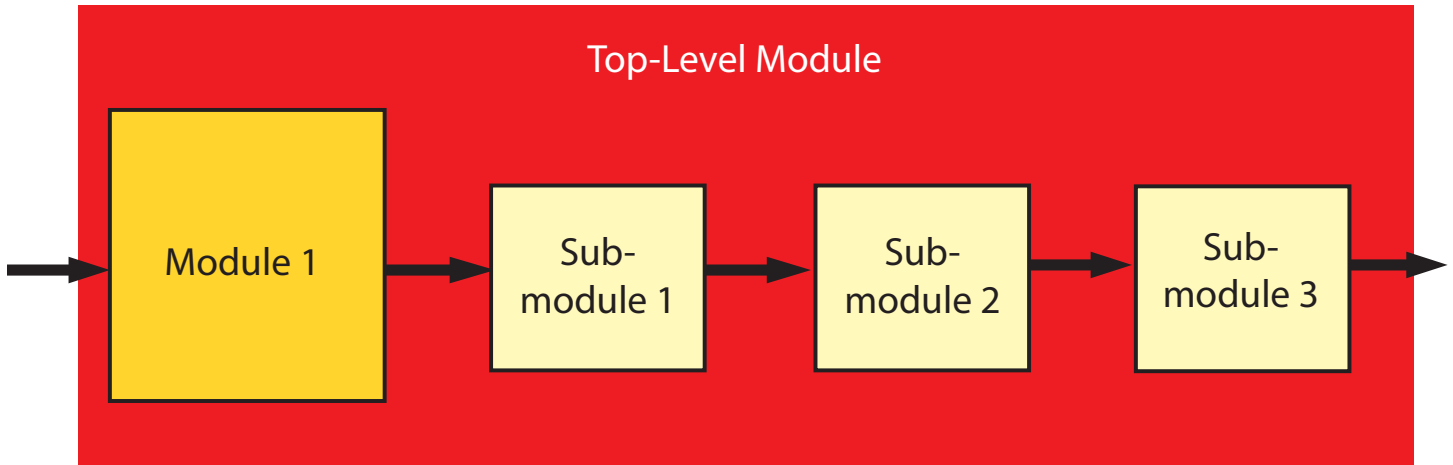 Top-Level Module
Module 1
Sub-
module 1
Sub-
module 2
Sub-
module 3